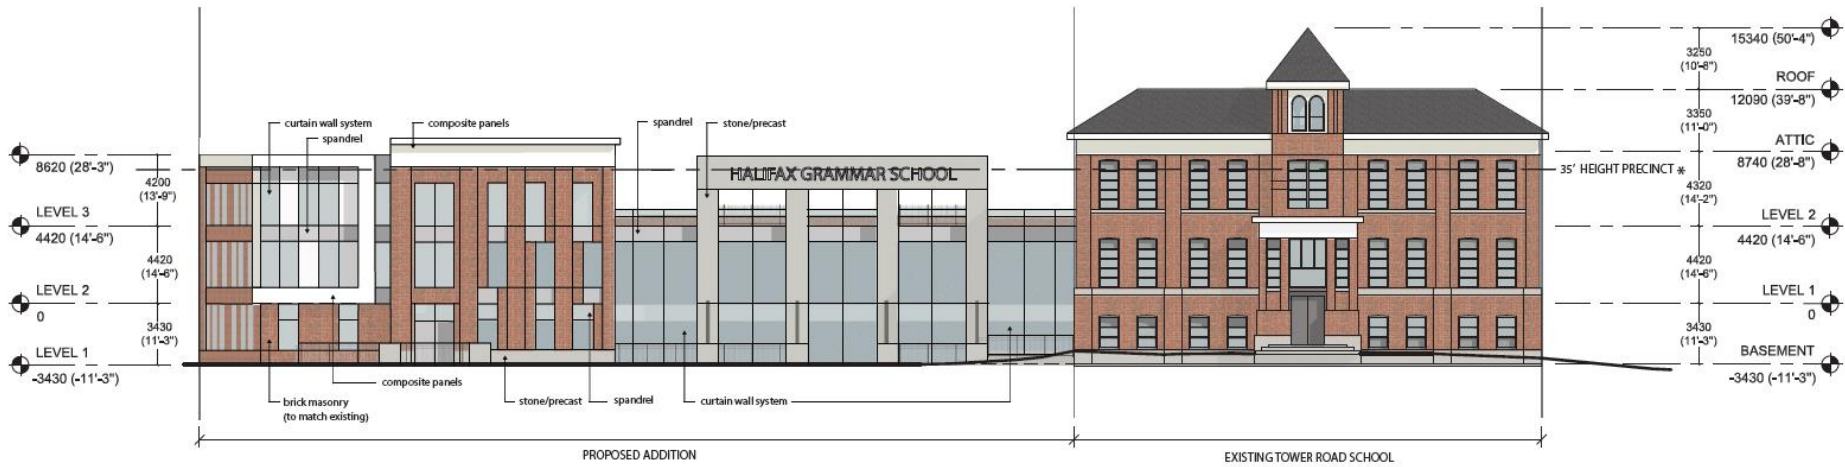 curtain wall system
spandrel
composite panels
spandrel
stone/precast
HALIFAX GRAMMAR SCHOOL
8620 (28'-3")
4200
(13'-9")
LEVEL 3
4420 (14'-6")
4420
(14'-6")
LEVEL 2
0
3430
(11'-3")
LEVEL 1
-3430 (-11'-3")
composite panels
brick masonry
(to match existing)
stone/precast
spandrel
curtain wall system
PROPOSED ADDITION
EXISTING TOWER ROAD SCHOOL
15340 (50'-4")
3250
(10'-8")
ROOF
12090 (39'-8")
3350
(11'-0")
ATTIC
8740 (28'-8")
35' HEIGHT PRECINCT *
4320
(14'-2")
LEVEL 2
4420 (14'-6")
4420
(14'-6")
LEVEL 1
0
3430
(11'-3")
BASEMENT
-3430 (-11'-3")